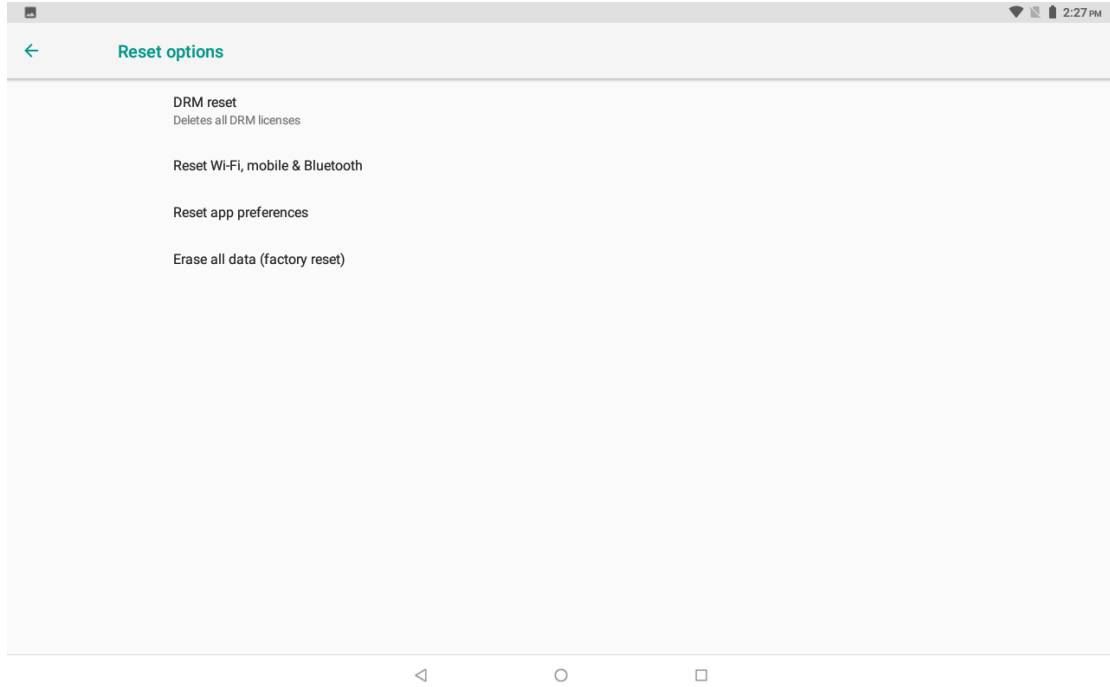 2:27 PM
Reset options
DRM reset
Deletes all DRM licenses
Reset Wi-Fi, mobile & Bluetooth
Reset app preferences
Erase all data (factory reset)